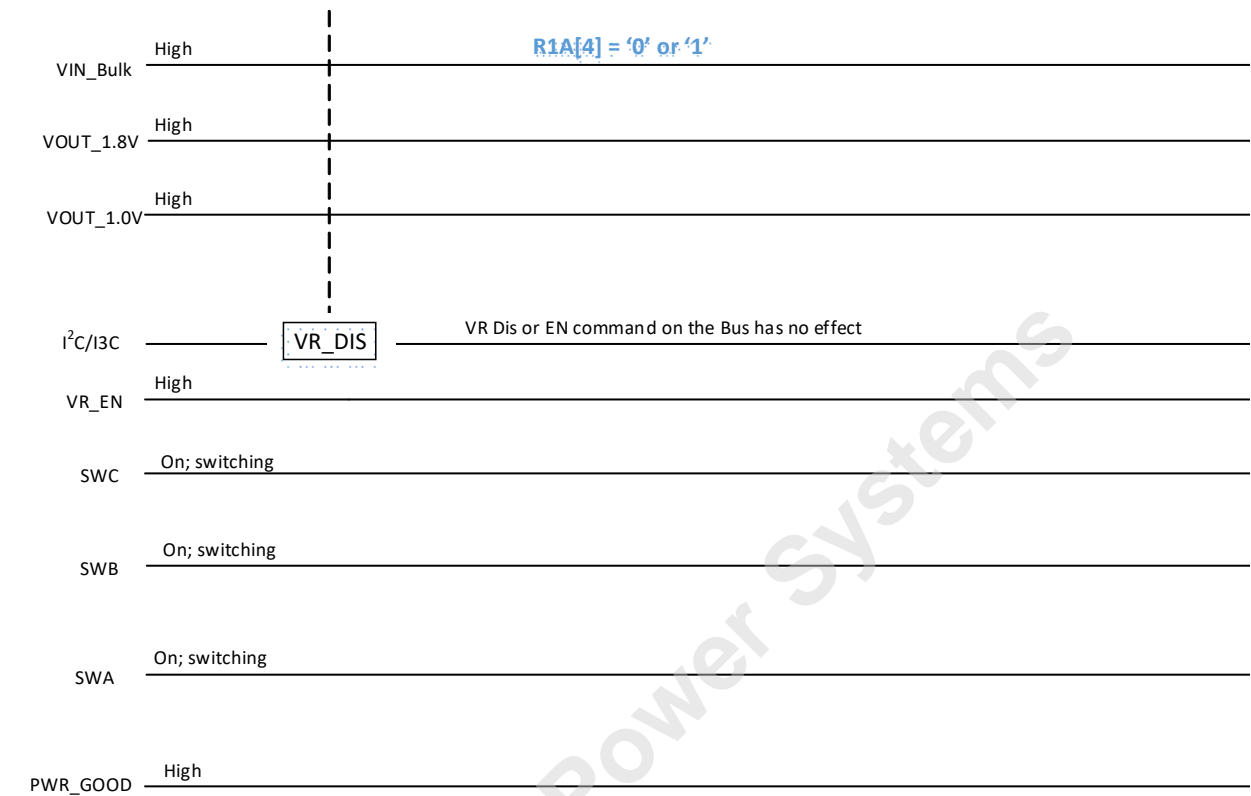 R1A[4] = ‘0’ or ‘1’
High
VIN_Bulk
High
VOUT_1.8V
High
VOUT_1.0V
VR Dis or EN command on the Bus has no effect
I²C/I3C
VR_DIS
High
VR_EN
On; switching
SWC
On; switching
SWB
On; switching
SWA
High
PWR_GOOD
Power Systems